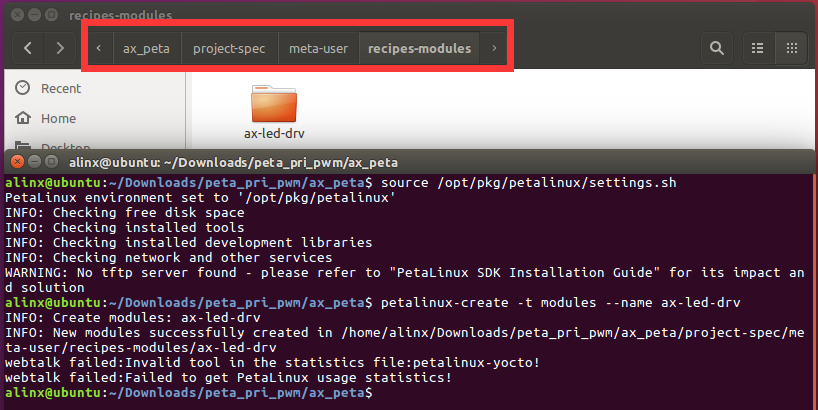 recipes-modules
ax_peta project-spec meta-user recipes-modules
Recent
Home
ax-led-drv
alinx@ubuntu: ~/Downloads/peta_pri_pwm/ax_peta
alinx@ubuntu:~/Downloads/peta_pri_pwm/ax_peta$ source /opt/pkg/petalinux/settings.sh
PetaLinux environment set to '/opt/pkg/petalinux'
INFO: Checking free disk space
INFO: Checking installed tools
INFO: Checking installed development libraries
INFO: Checking network and other services
WARNING: No tftp server found - please refer to "PetaLinux SDK Installation Guide" for its impact an
d solution
alinx@ubuntu:~/Downloads/peta_pri_pwm/ax_peta$ petalinux-create -t modules --name ax-led-drv
INFO: Create modules: ax-led-drv
INFO: New modules successfully created in /home/alinx/Downloads/peta_pri_pwm/ax_peta/project-spec/me
ta-user/recipes-modules/ax-led-drv
webtalk failed:Invalid tool in the statistics file:petalinux-yocto!
webtalk failed:Failed to get PetaLinux usage statistics!
alinx@ubuntu:~/Downloads/peta_pri_pwm/ax_peta$